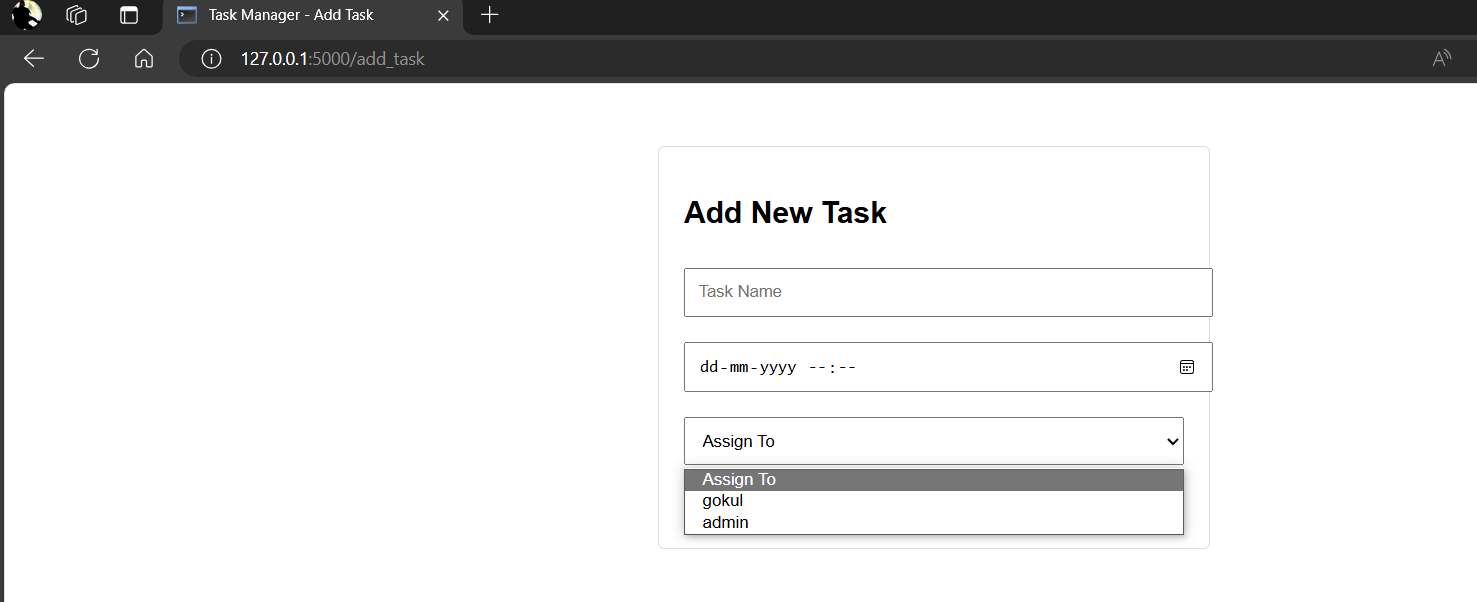 Task Manager - Add Task
127.0.0.1:5000/add_task
Add New Task
Task Name
dd-mm-yyyy --:--
Assign To
Assign To
gokul
admin